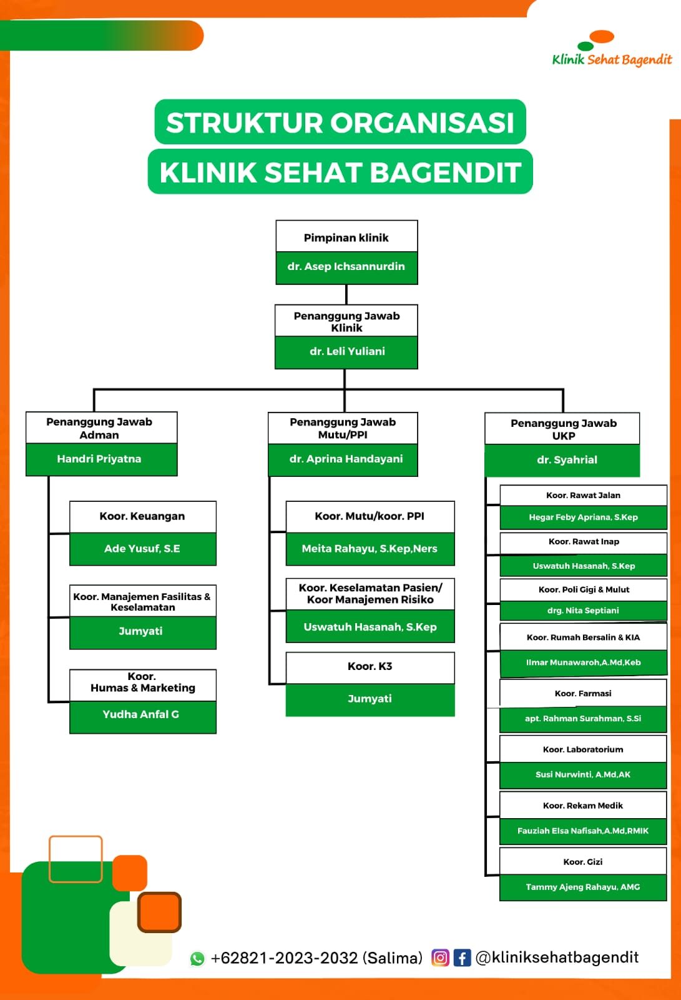 Klinik Sehat Bagendit
STRUKTUR ORGANISASI
KLINIK SEHAT BAGENDIT
Pimpinan klinik
dr. Asep Ichsannurdin
Penanggung Jawab
Klinik
dr. Leli Yuliani
Penanggung Jawab
Adman
Handri Priyatna
Koor. Keuangan
Ade Yusuf, S.E
Koor. Manajemen Fasilitas &
Keselamatan
Jumyati
Koor.
Humas & Marketing
Yudha Anfal G
Penanggung Jawab
Mutu/PPI
dr. Aprina Handayani
Koor. Mutu/koor. PPI
Meita Rahayu, S.Kep,Ners
Koor. Keselamatan Pasien/
Koor Manajemen Risiko
Uswatuh Hasanah, S.Kep
Koor. K3
Jumyati
Penanggung Jawab
UKP
dr. Syahrial
Koor. Rawat Jalan
Hegar Feby Apriana, S.Kep
Koor. Rawat Inap
Uswatuh Hasanah, S.Kep
Koor. Poli Gigi & Mulut
drg. Nita Septiani
Koor. Rumah Bersalin & KIA
Ilmar Munawaroh,A.Md,Keb
Koor. Farmasi
apt. Rahman Surahman, S.Si
Koor. Laboratorium
Susi Nurwinti, A.Md,AK
Koor. Rekam Medik
Fauziah Elsa Nafisah,A.Md,RMIK
Koor. Gizi
Tammy Ajeng Rahayu, AMG
+62821-2023-2032 (Salima) @kliniksehatbagendit